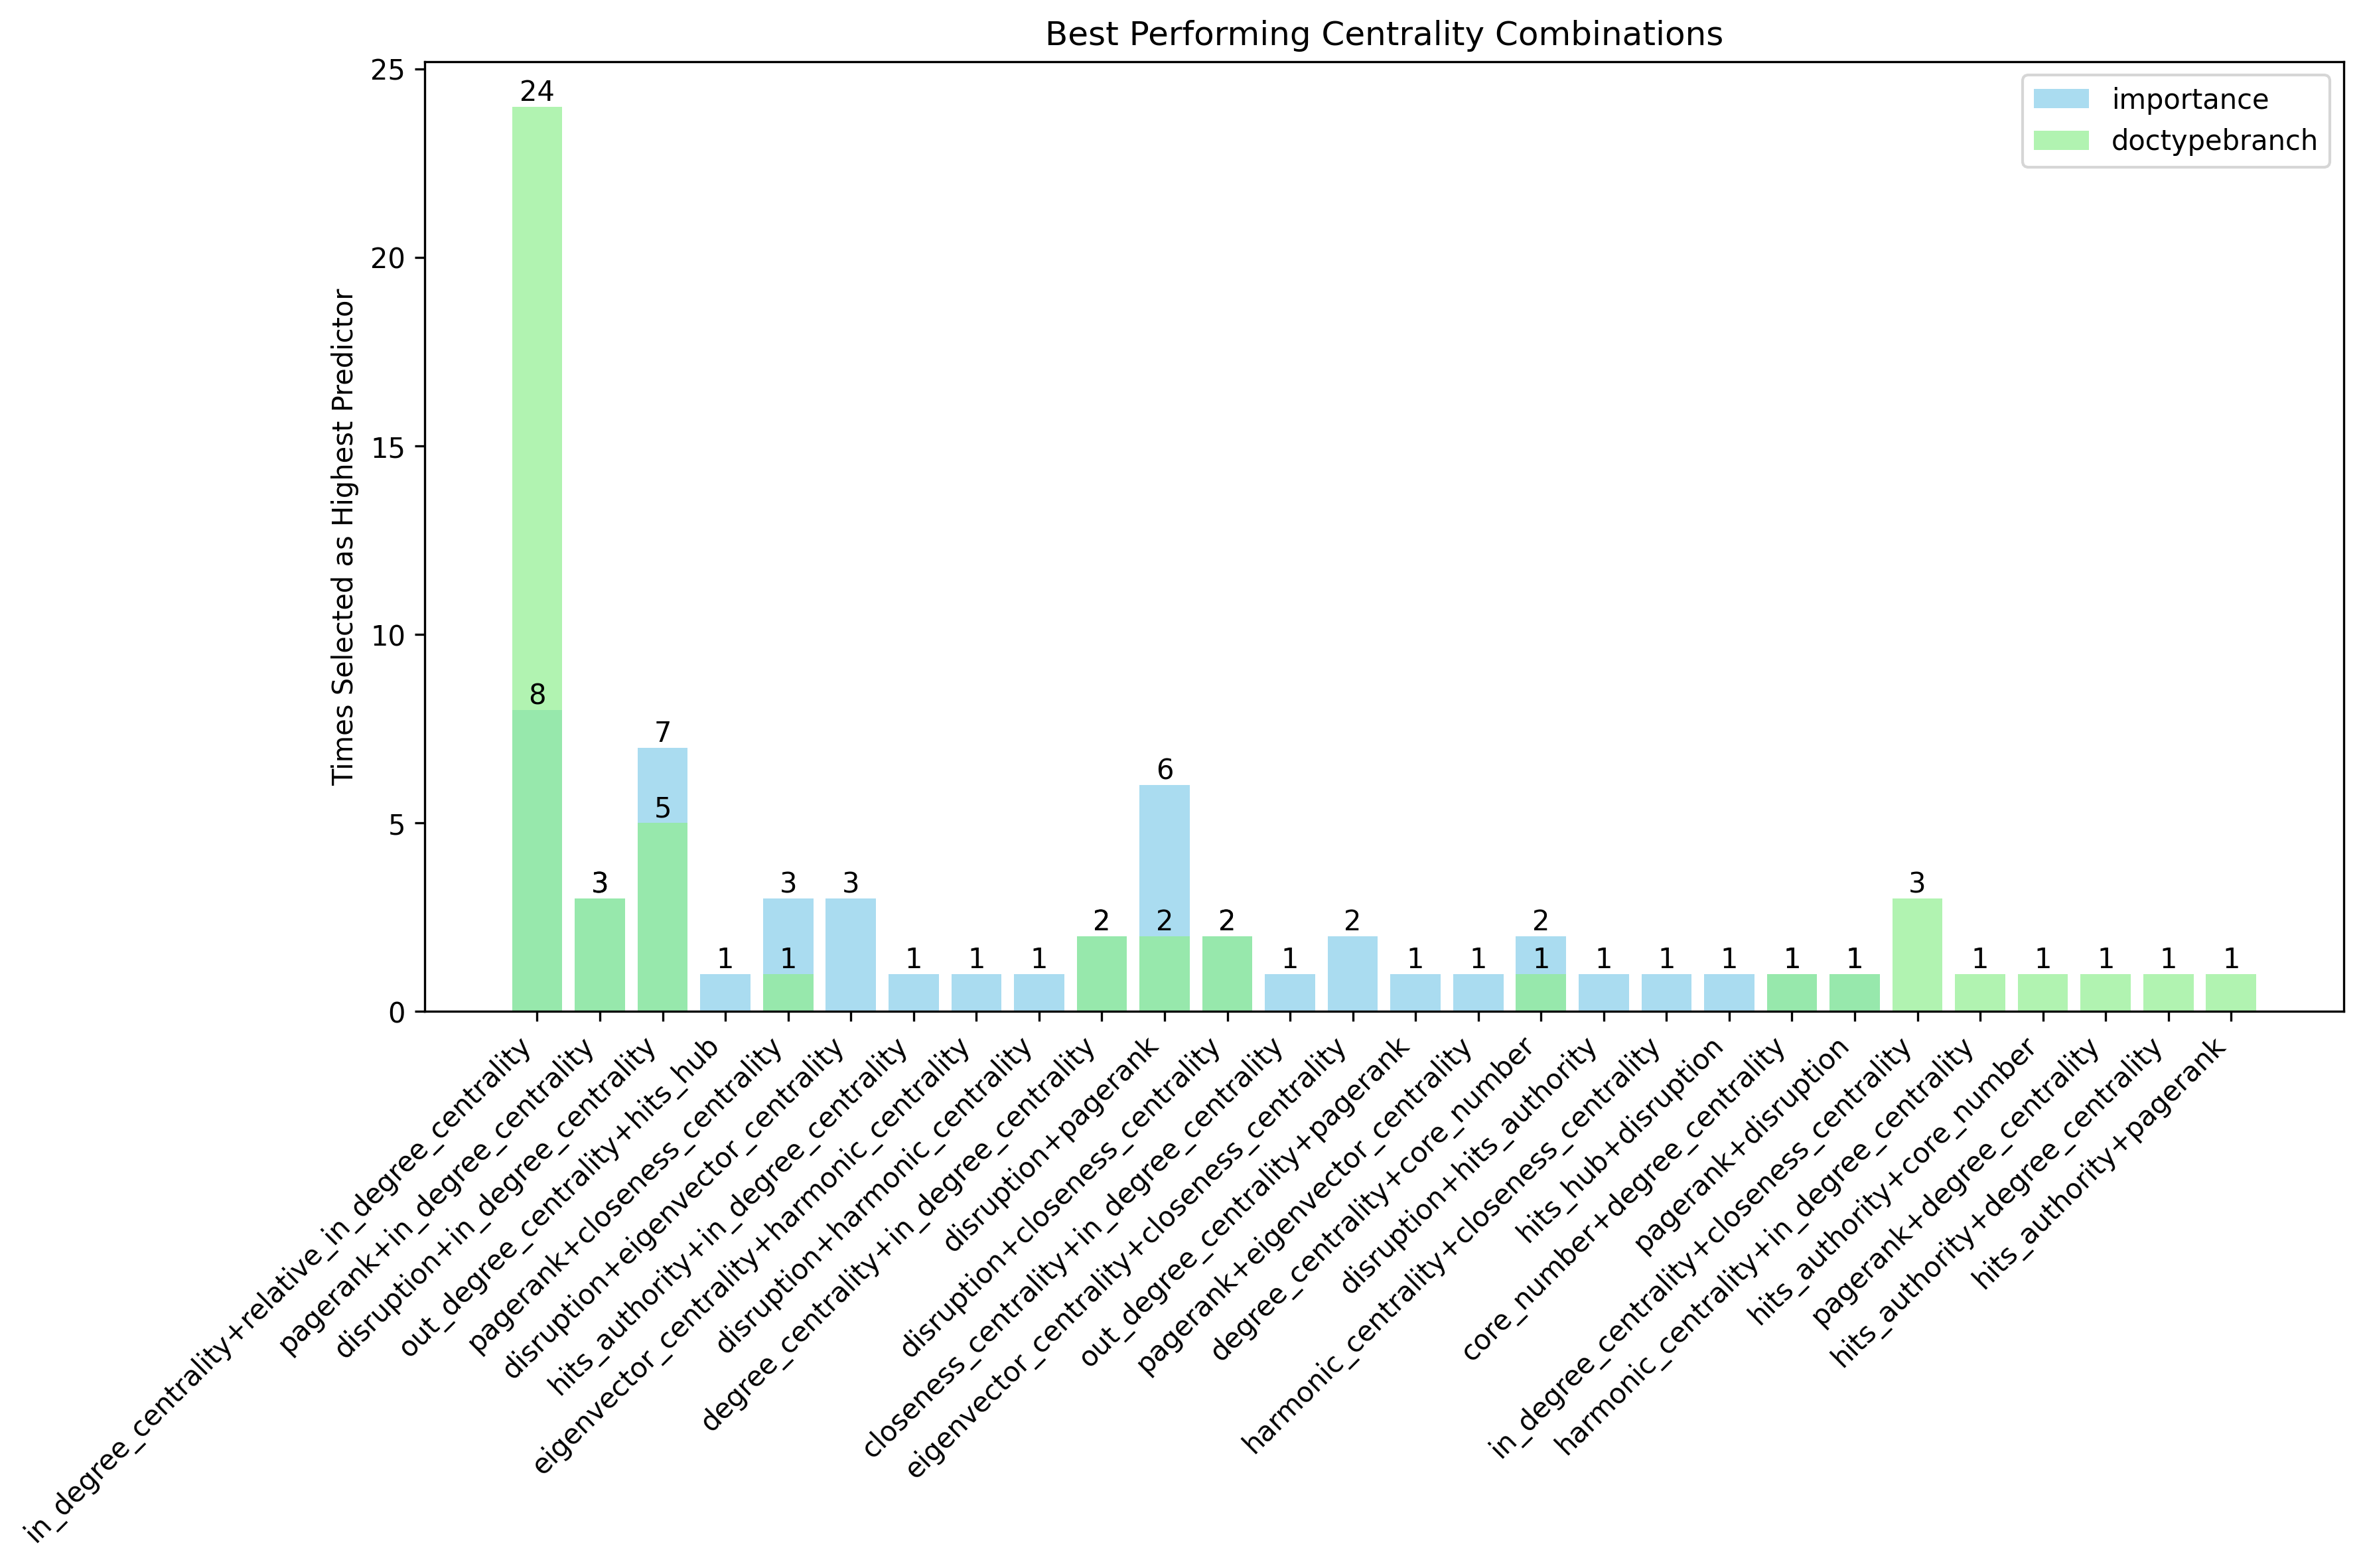 Best Performing Centrality Combinations
importance
doctypebranch
Times Selected as Highest Predictor
25
20
15
10
5
0
24
8
3
7
5
1
3
1
3
1
1
1
2
6
2
2
1
2
1
1
2
1
1
1
1
1
1
3
1
1
1
1
1
in_degree_centrality+relative_in_degree_centrality
pagerank+in_degree_centrality
disruption+in_degree_centrality
out_degree_centrality+hits_hub
pagerank+closeness_centrality
disruption+eigenvector_centrality
hits_authority+in_degree_centrality
eigenvector_centrality+harmonic_centrality
disruption+harmonic_centrality
degree_centrality+in_degree_centrality
disruption+pagerank
disruption+closeness_centrality
closeness_centrality+in_degree_centrality
eigenvector_centrality+closeness_centrality
out_degree_centrality+pagerank
pagerank+eigenvector_centrality
degree_centrality+core_number
disruption+hits_authority
harmonic_centrality+closeness_centrality
hits_hub+disruption
core_number+degree_centrality
pagerank+disruption
in_degree_centrality+closeness_centrality
harmonic_centrality+in_degree_centrality
hits_authority+core_number
pagerank+degree_centrality
hits_authority+degree_centrality
hits_authority+pagerank